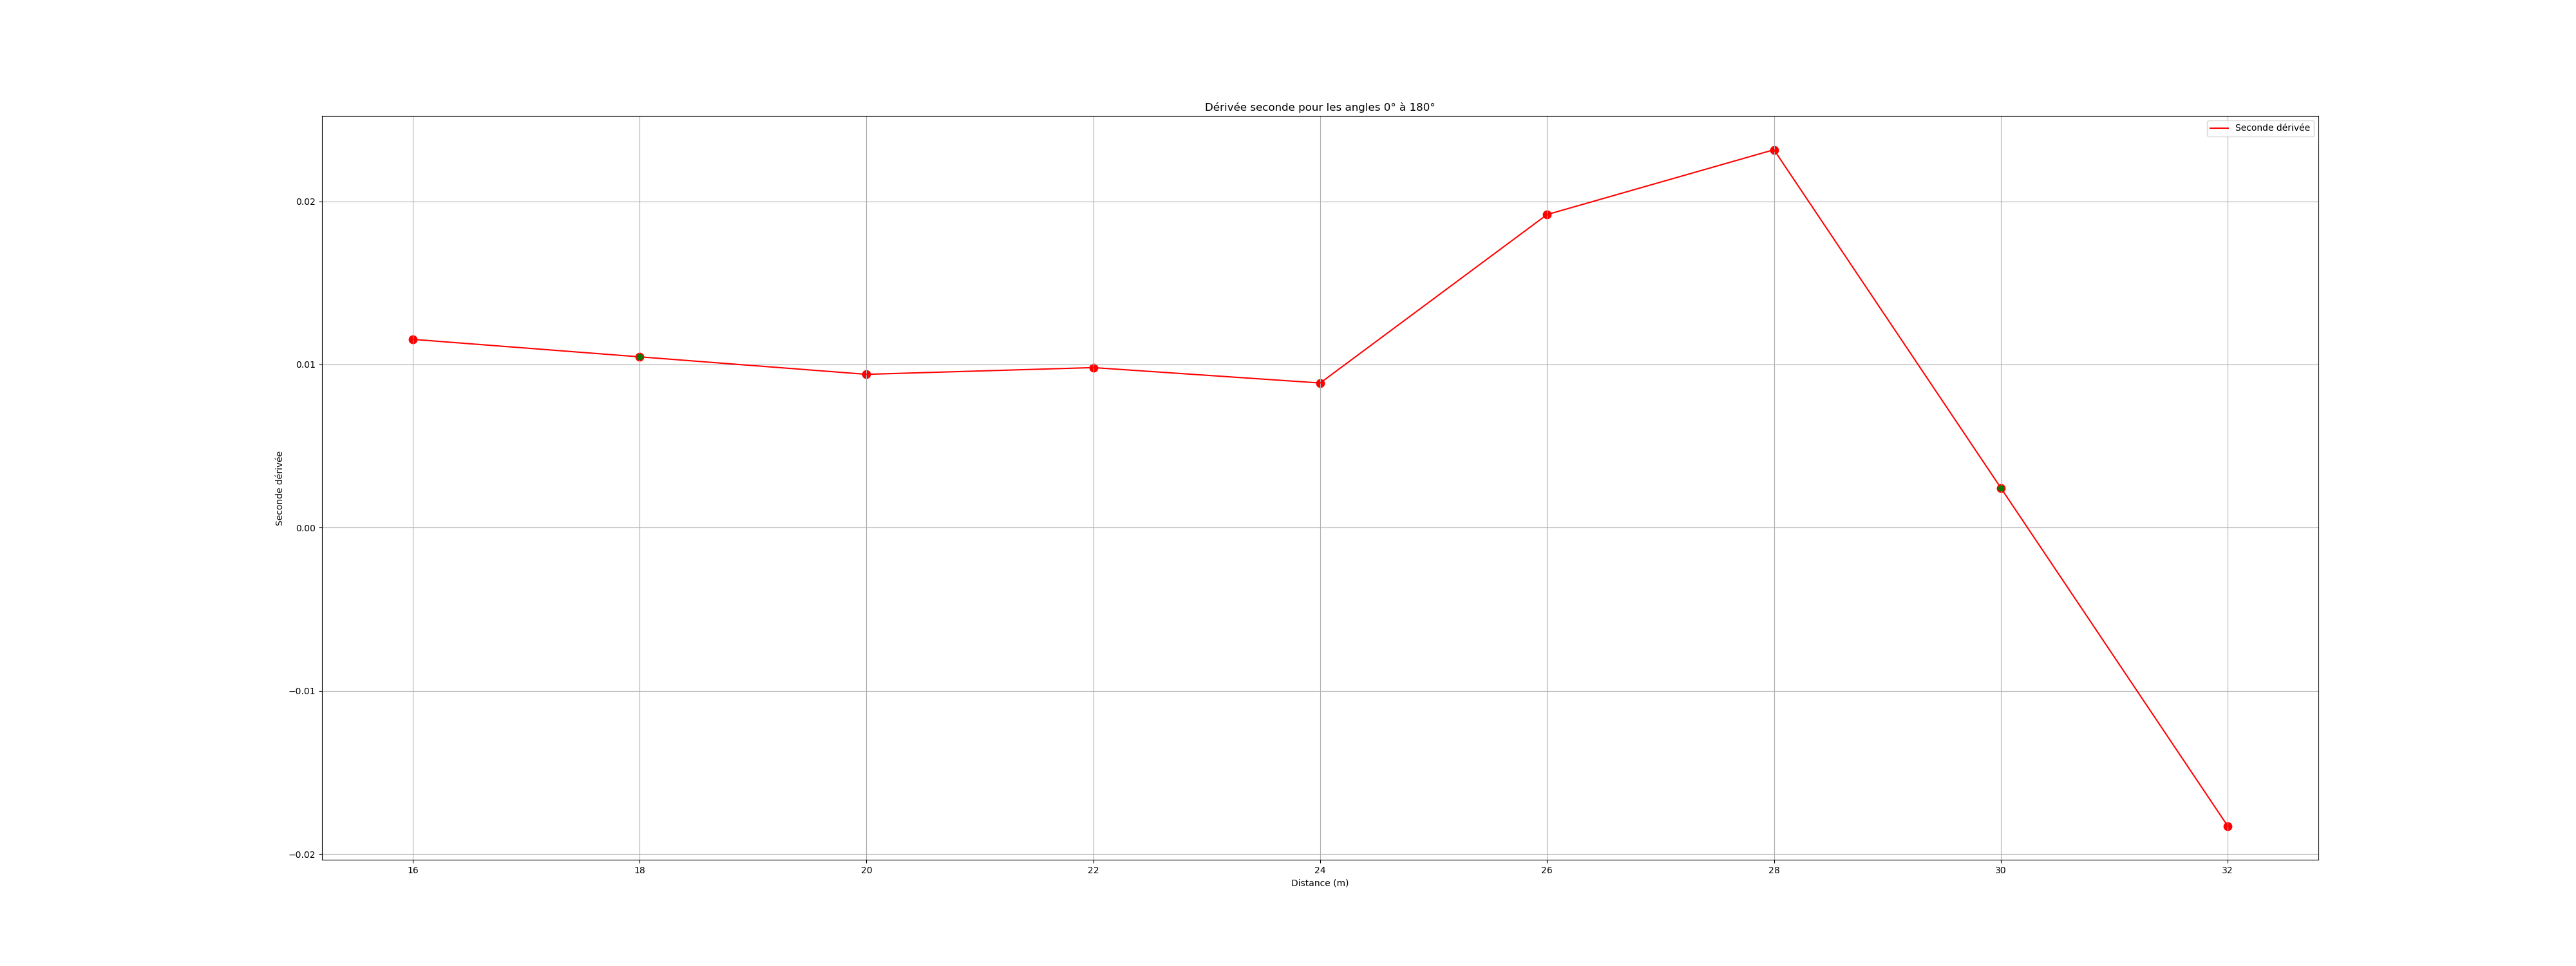 Dérivée seconde pour les angles 0° à 180°
Seconde dérivée
0.02
0.01
0.00
−0.01
−0.02
Seconde dérivée
16 18 20 22 24 26 28 30 32
Distance (m)